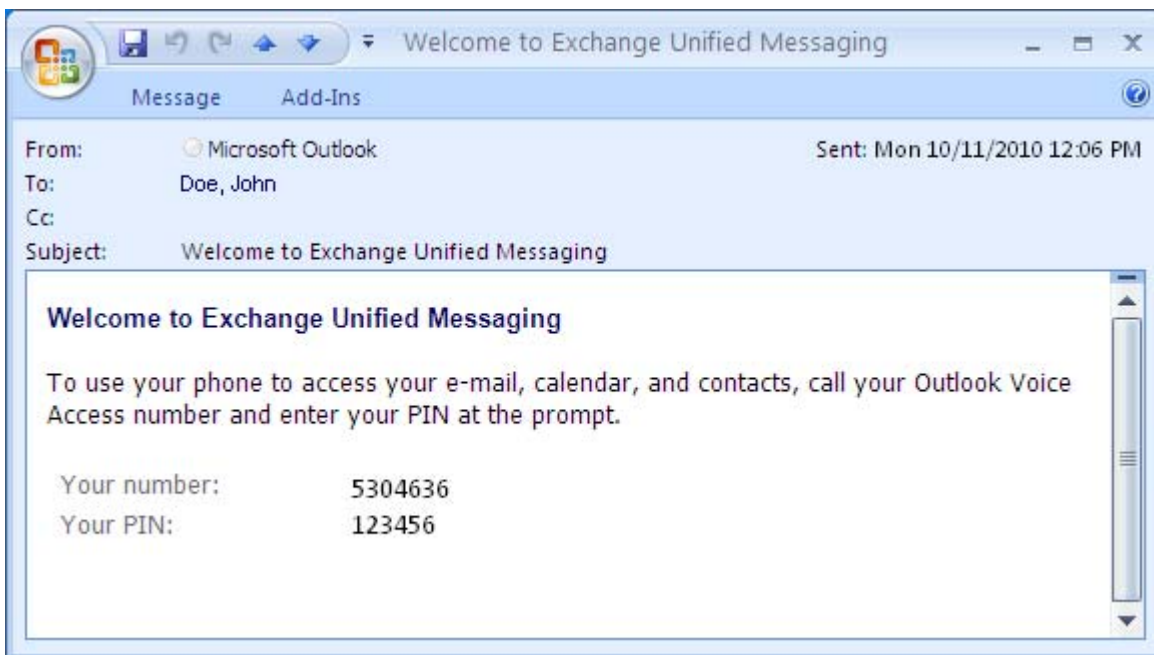 Welcome to Exchange Unified Messaging
Message Add-Ins
From: Microsoft Outlook Sent: Mon 10/11/2010 12:06 PM
To: Doe, John
Cc:
Subject: Welcome to Exchange Unified Messaging
Welcome to Exchange Unified Messaging
To use your phone to access your e-mail, calendar, and contacts, call your Outlook Voice
Access number and enter your PIN at the prompt.
Your number: 5304636
Your PIN: 123456